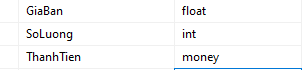 GiaBan float
SoLuong int
ThanhTien money